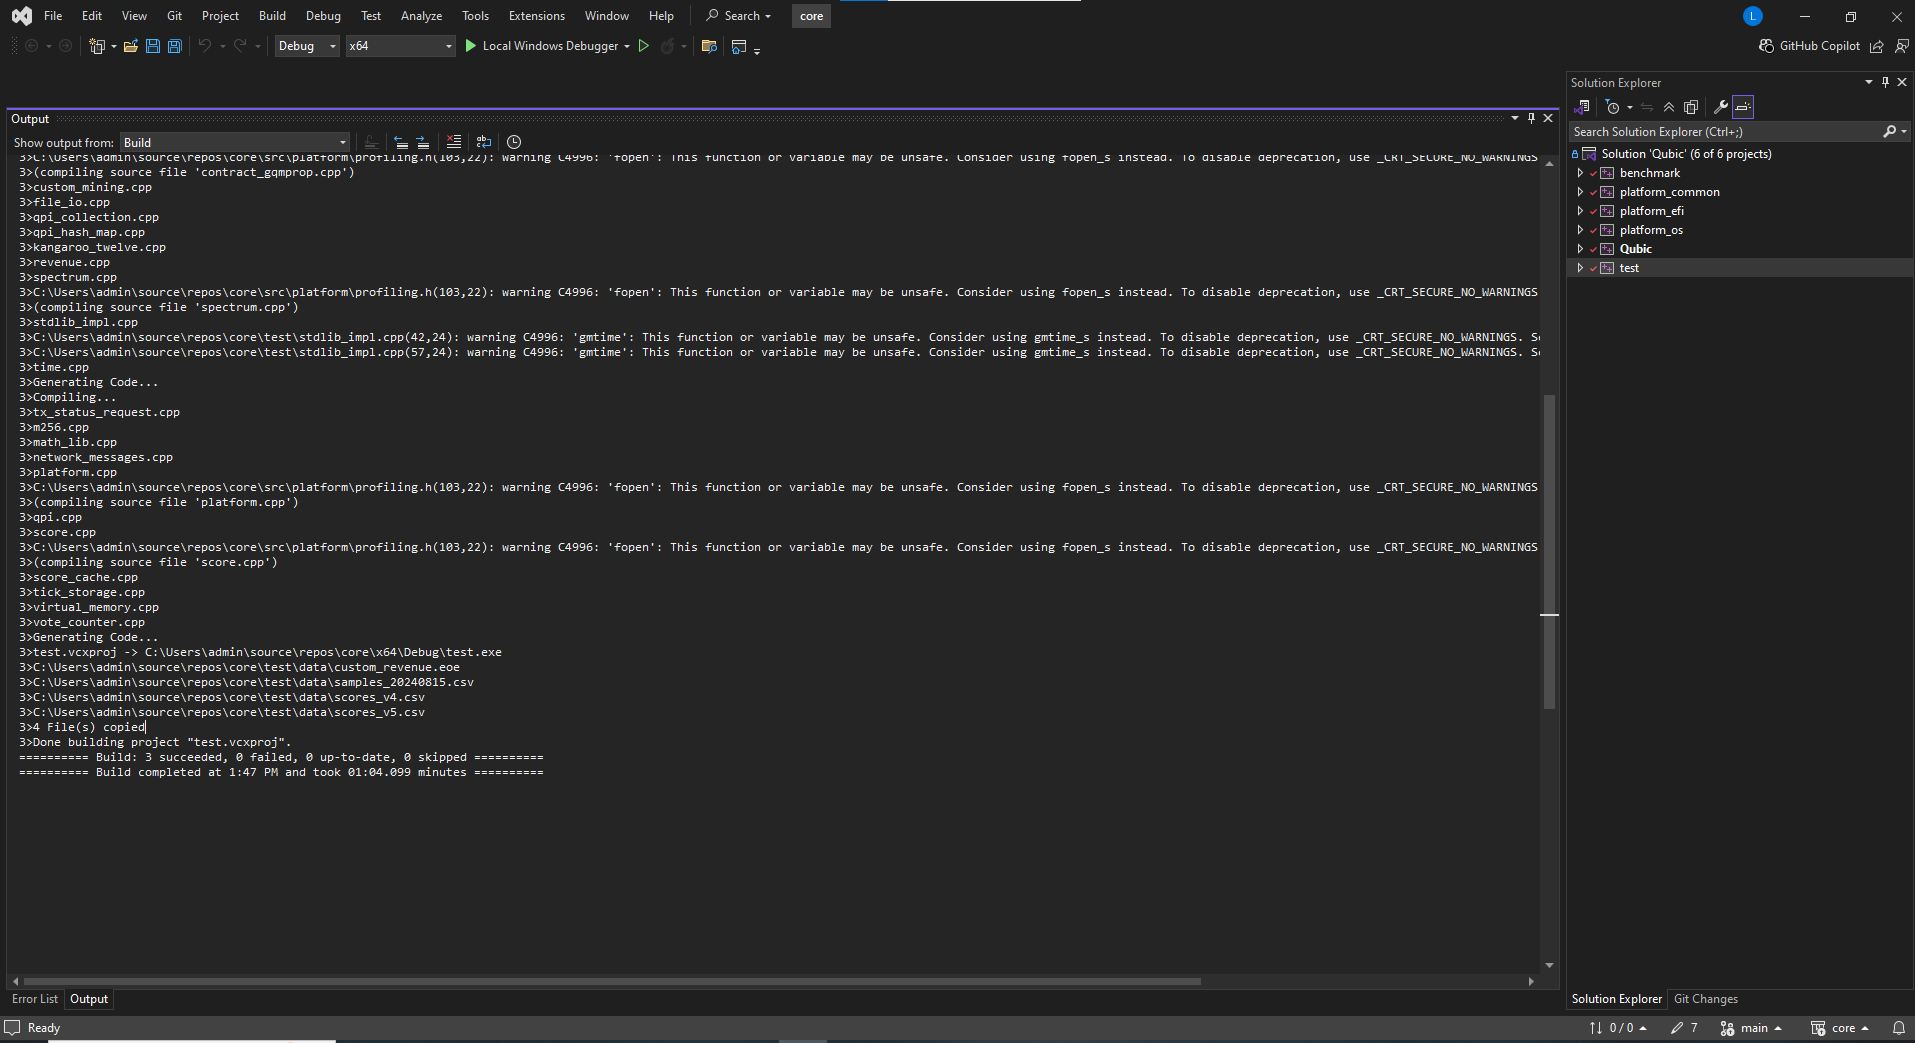 File Edit View Git Project Build Debug Test Analyze Tools Extensions Window Help Search core L
Debug x64 Local Windows Debugger GitHub Copilot
Output
Show output from: Build
3>C:\Users\admin\source\repos\core\src\platform\profiling.h(103,22): warning C4996: 'fopen': This function or variable may be unsafe. Consider using fopen_s instead. To disable deprecation, use _CRT_SECURE_NO_WARNINGS
3>(compiling source file 'contract_gqmprop.cpp')
3>custom_mining.cpp
3>file_io.cpp
3>qpi_collection.cpp
3>qpi_hash_map.cpp
3>kangaroo_twelve.cpp
3>revenue.cpp
3>spectrum.cpp
3>C:\Users\admin\source\repos\core\src\platform\profiling.h(103,22): warning C4996: 'fopen': This function or variable may be unsafe. Consider using fopen_s instead. To disable deprecation, use _CRT_SECURE_NO_WARNINGS
3>(compiling source file 'spectrum.cpp')
3>stdlib_impl.cpp
3>C:\Users\admin\source\repos\core\test\stdlib_impl.cpp(42,24): warning C4996: 'gmtime': This function or variable may be unsafe. Consider using gmtime_s instead. To disable deprecation, use _CRT_SECURE_NO_WARNINGS. S
3>C:\Users\admin\source\repos\core\test\stdlib_impl.cpp(57,24): warning C4996: 'gmtime': This function or variable may be unsafe. Consider using gmtime_s instead. To disable deprecation, use _CRT_SECURE_NO_WARNINGS. S
3>time.cpp
3>Generating Code...
3>Compiling...
3>tx_status_request.cpp
3>m256.cpp
3>math_lib.cpp
3>network_messages.cpp
3>platform.cpp
3>C:\Users\admin\source\repos\core\src\platform\profiling.h(103,22): warning C4996: 'fopen': This function or variable may be unsafe. Consider using fopen_s instead. To disable deprecation, use _CRT_SECURE_NO_WARNINGS
3>(compiling source file 'platform.cpp')
3>qpi.cpp
3>score.cpp
3>C:\Users\admin\source\repos\core\src\platform\profiling.h(103,22): warning C4996: 'fopen': This function or variable may be unsafe. Consider using fopen_s instead. To disable deprecation, use _CRT_SECURE_NO_WARNINGS
3>(compiling source file 'score.cpp')
3>score_cache.cpp
3>tick_storage.cpp
3>virtual_memory.cpp
3>vote_counter.cpp
3>Generating Code...
3>test.vcxproj -> C:\Users\admin\source\repos\core\x64\Debug\test.exe
3>C:\Users\admin\source\repos\core\test\data\custom_revenue.eoe
3>C:\Users\admin\source\repos\core\test\data\samples_20240815.csv
3>C:\Users\admin\source\repos\core\test\data\scores_v4.csv
3>C:\Users\admin\source\repos\core\test\data\scores_v5.csv
3>4 File(s) copied
3>Done building project "test.vcxproj".
========== Build: 3 succeeded, 0 failed, 0 up-to-date, 0 skipped ==========
========== Build completed at 1:47 PM and took 01:04.099 minutes ==========
Error List Output
Solution Explorer
Search Solution Explorer (Ctrl+;)
Solution 'Qubic' (6 of 6 projects)
benchmark
platform_common
platform_efi
platform_os
Qubic
test
Solution Explorer Git Changes
Ready 0 / 0 7 main core